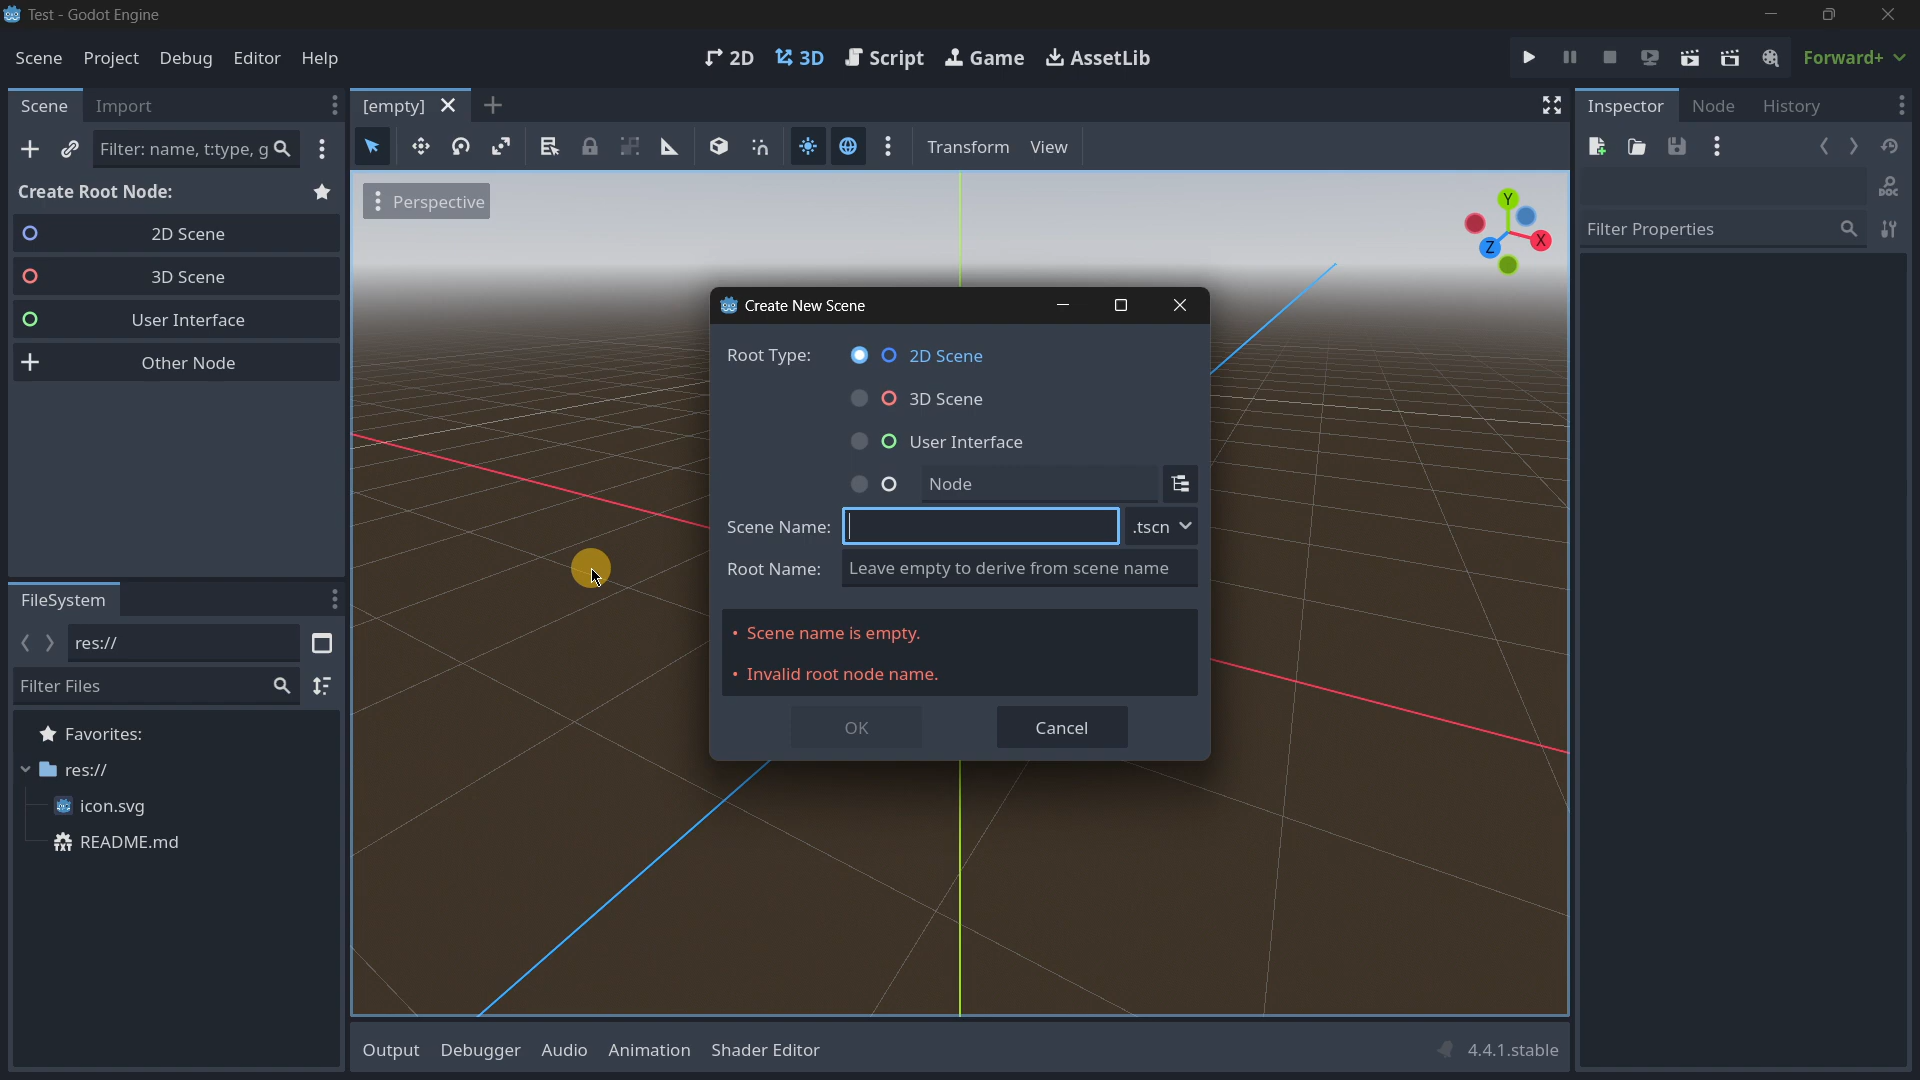 Test - Godot Engine
Scene Project Debug Editor Help
2D 3D Script Game AssetLib
Forward+
Scene Import
[empty]
Inspector Node History
Filter: name, t:type, g
Transform View
DOC
Create Root Node:
2D Scene
3D Scene
User Interface
Other Node
Perspective
Y
X
Z
Filter Properties
Create New Scene
Root Type:
2D Scene
3D Scene
User Interface
Node
Scene Name:
.tscn
Root Name: Leave empty to derive from scene name
• Scene name is empty.
• Invalid root node name.
OK Cancel
FileSystem
res://
Filter Files
Favorites:
res://
icon.svg
TXT README.md
Output Debugger Audio Animation Shader Editor
4.4.1.stable